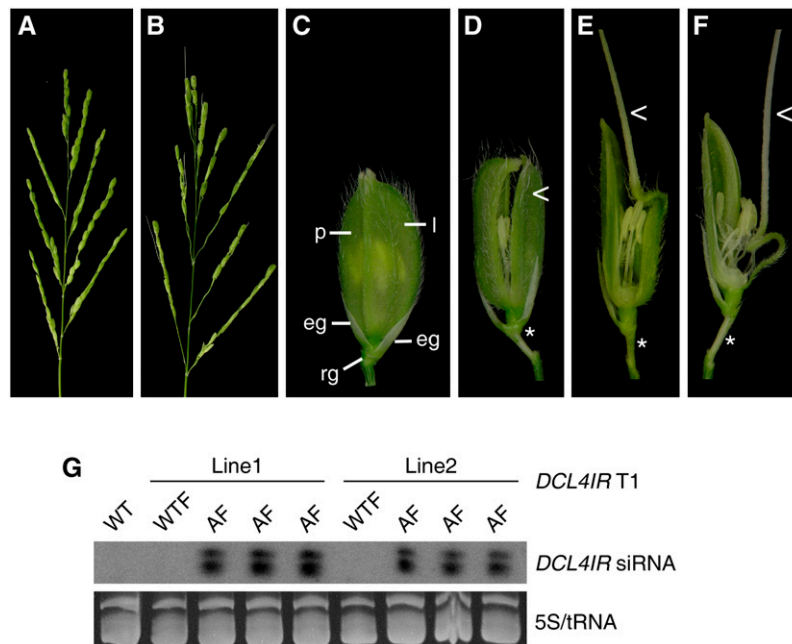 A B C D E F
< < <
p l
eg eg
rg
* * *
G Line1 Line2 DCL4IR T1
WT WTF AF AF AF WTF AF AF AF
DCL4IR siRNA
5S/tRNA